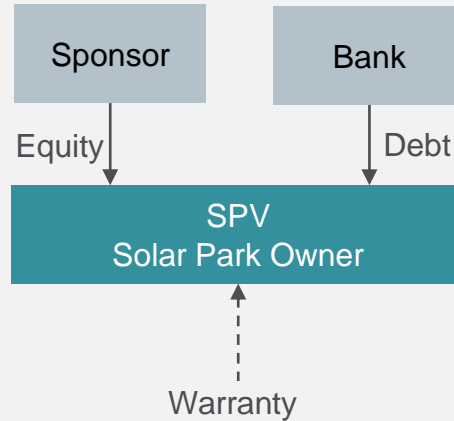 Sponsor
Bank
Equity
Debt
SPV
Solar Park Owner
Warranty